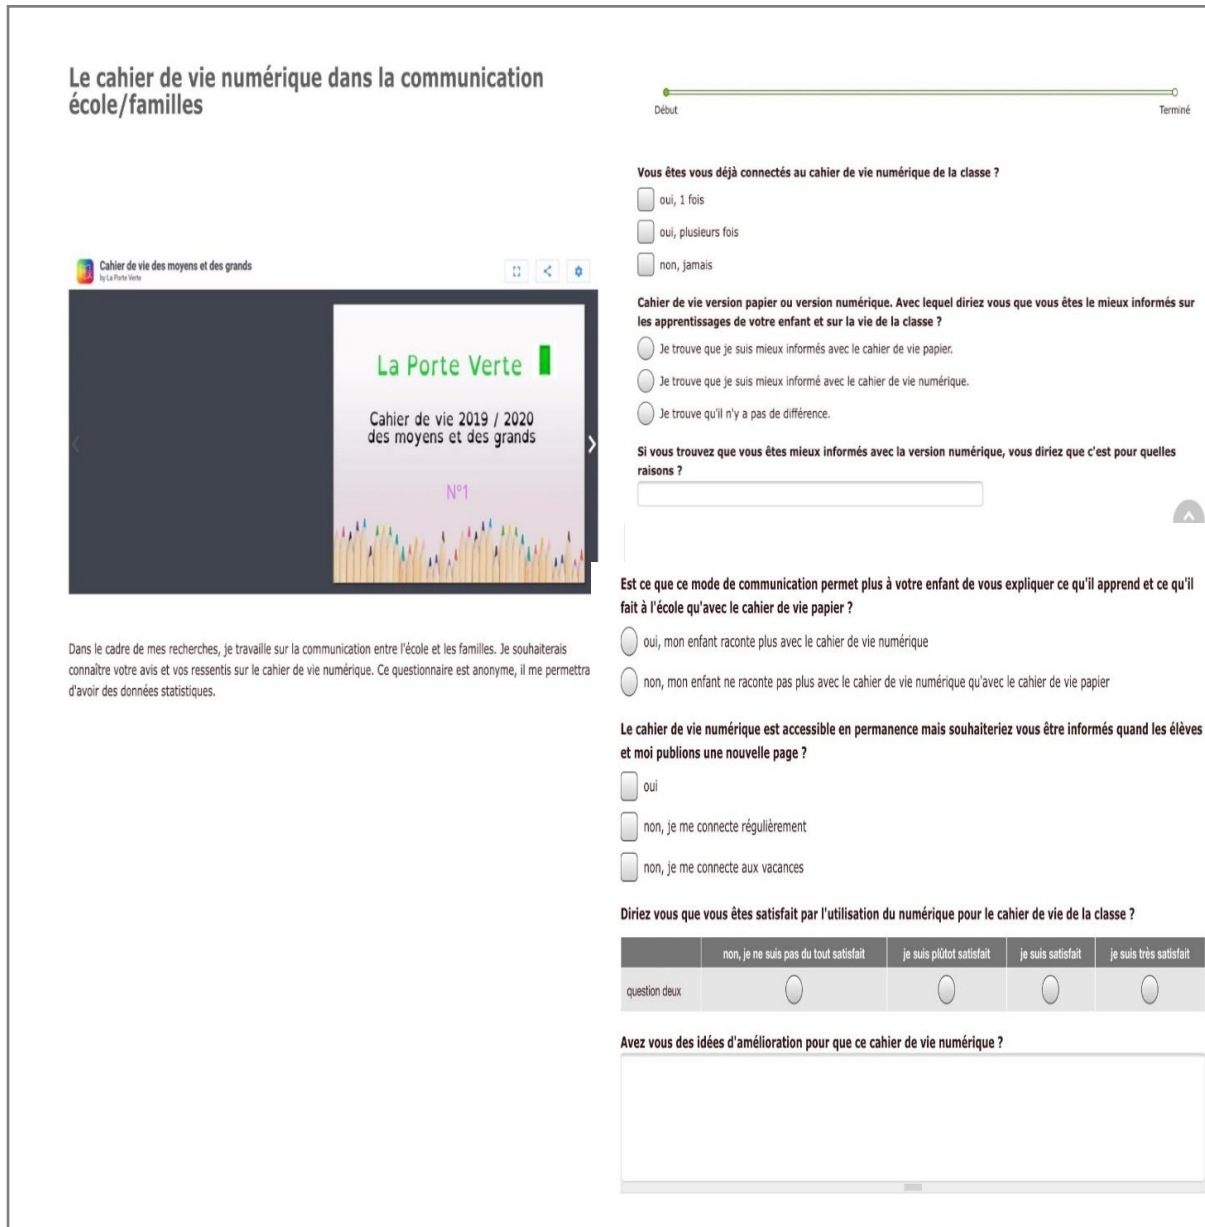 Le cahier de vie numérique dans la communication
école/familles
Cahier de vie des moyens et des grands
by La Porte Verte
La Porte Verte
Cahier de vie 2019 / 2020
des moyens et des grands
N°1
Dans le cadre de mes recherches, je travaille sur la communication entre l'école et les familles. Je souhaiterais
connaître votre avis et vos ressentis sur le cahier de vie numérique. Ce questionnaire est anonyme, il me permettra
d'avoir des données statistiques.
Début
Terminé
Vous êtes vous déjà connectés au cahier de vie numérique de la classe ?
oui, 1 fois
oui, plusieurs fois
non, jamais
Cahier de vie version papier ou version numérique. Avec lequel diriez vous que vous êtes le mieux informés sur
les apprentissages de votre enfant et sur la vie de la classe ?
Je trouve que je suis mieux informés avec le cahier de vie papier.
Je trouve que je suis mieux informé avec le cahier de vie numérique.
Je trouve qu'il n'y a pas de différence.
Si vous trouvez que vous êtes mieux informés avec la version numérique, vous diriez que c'est pour quelles
raisons ?
Est ce que ce mode de communication permet plus à votre enfant de vous expliquer ce qu'il apprend et ce qu'il
fait à l'école qu'avec le cahier de vie papier ?
oui, mon enfant raconte plus avec le cahier de vie numérique
non, mon enfant ne raconte pas plus avec le cahier de vie numérique qu'avec le cahier de vie papier
Le cahier de vie numérique est accessible en permanence mais souhaiteriez vous être informés quand les élèves
et moi publions une nouvelle page ?
oui
non, je me connecte régulièrement
non, je me connecte aux vacances
Diriez vous que vous êtes satisfait par l'utilisation du numérique pour le cahier de vie de la classe ?
non, je ne suis pas du tout satisfait je suis plûtot satisfait je suis satisfait je suis très satisfait
question deux
Avez vous des idées d'amélioration pour que ce cahier de vie numérique ?